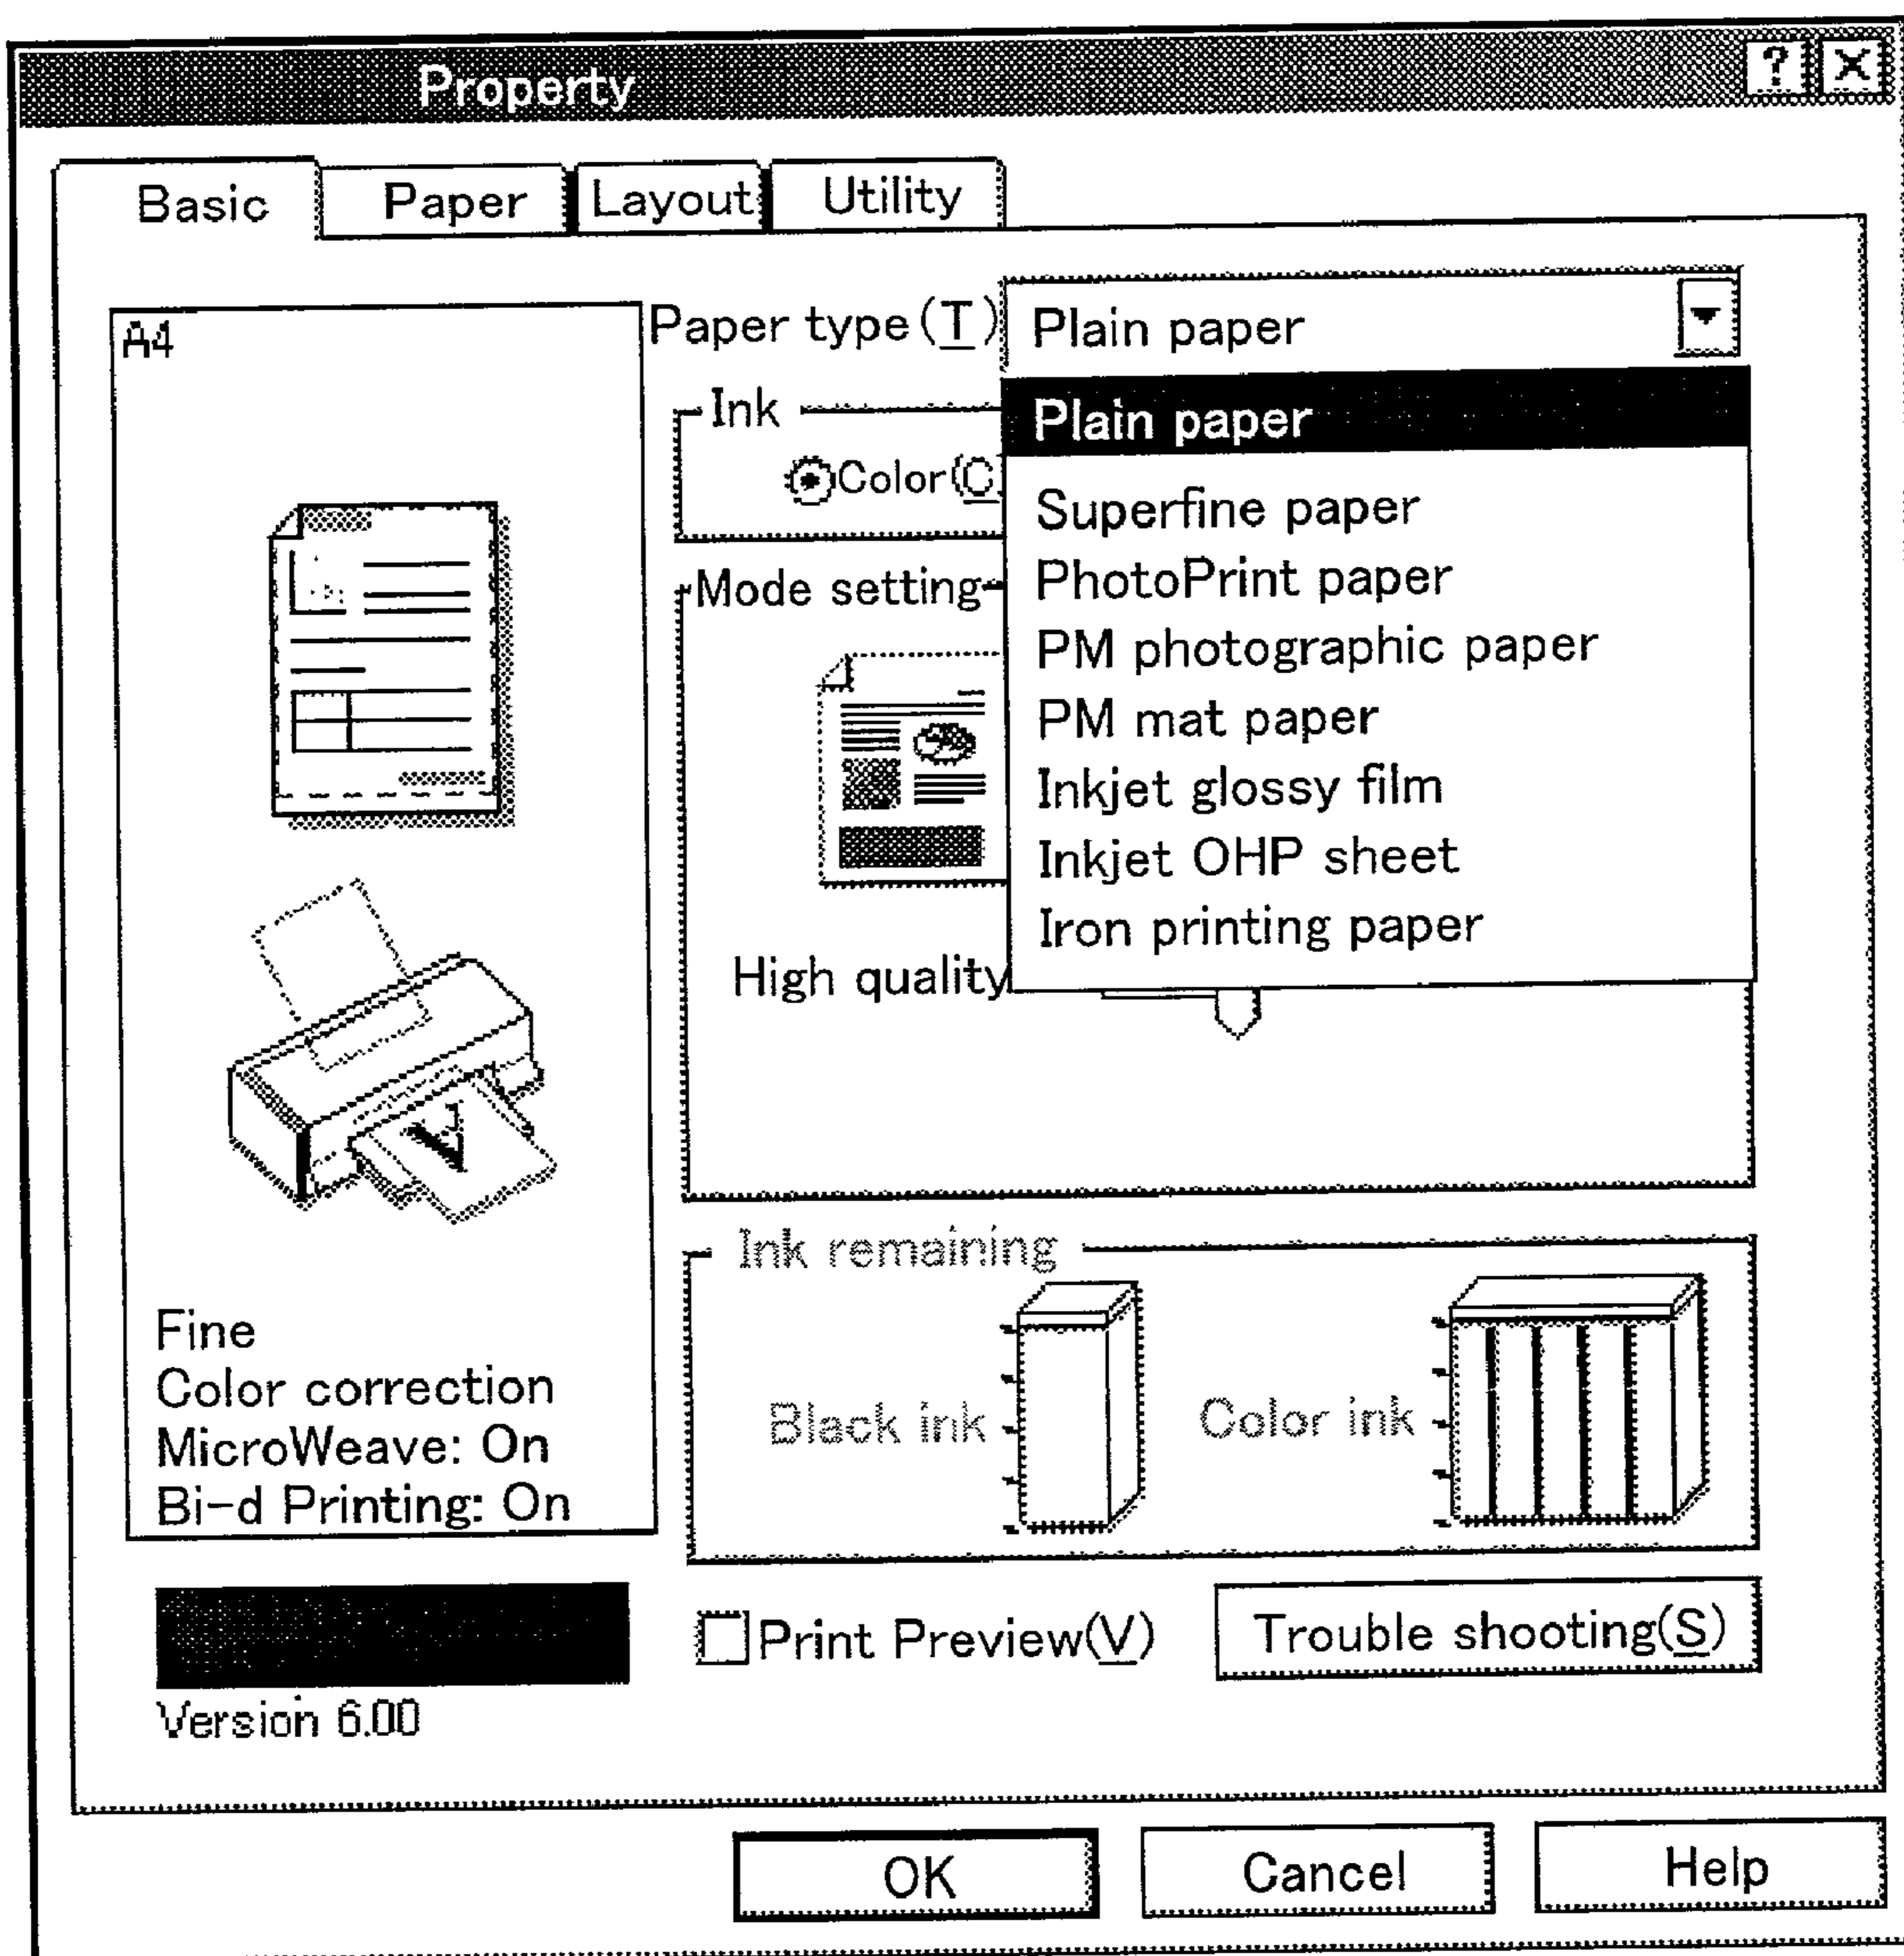 Property
? X
Basic Paper Layout Utility
A4
Paper type (T) Plain paper
Ink
Color(C
Plain paper
Superfine paper
PhotoPrint paper
PM photographic paper
PM mat paper
Inkjet glossy film
Inkjet OHP sheet
Iron printing paper
Mode setting
High quality
Fine
Color correction
MicroWeave: On
Bi-d Printing: On
Ink remaining
Black ink
Color ink
Version 6.00
Print Preview(V)
Trouble shooting(S)
OK Cancel Help